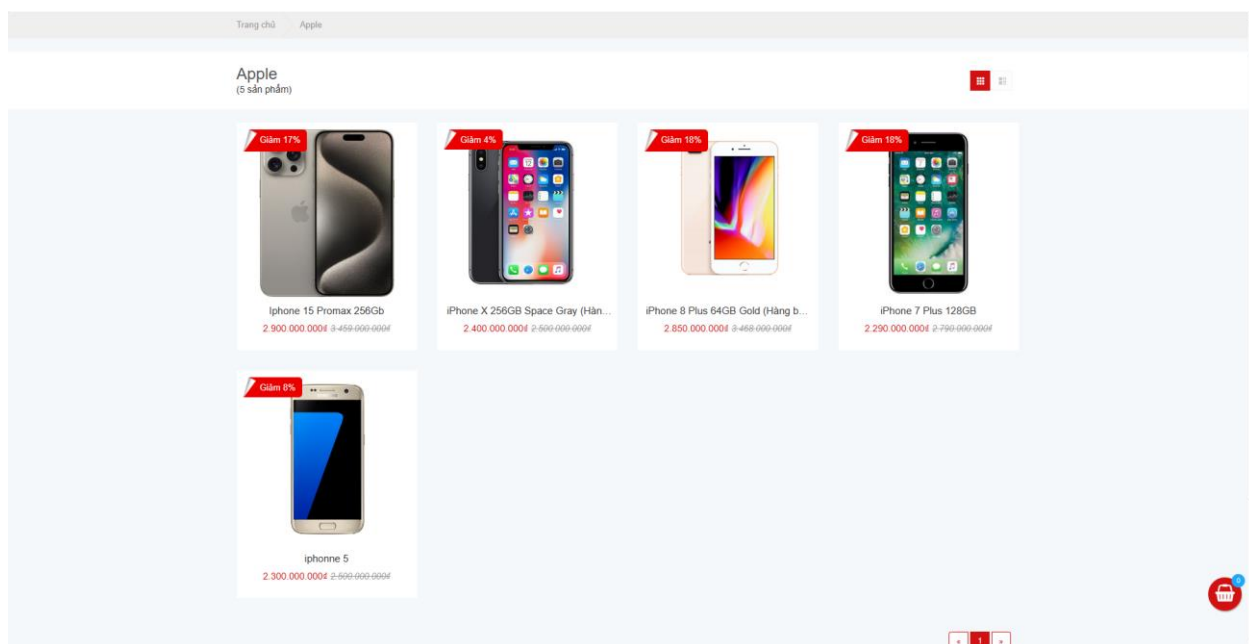 Trang chủ Apple
Apple
(5 sản phẩm)
Giảm 17%
Giảm 4%
Giảm 18%
Giảm 18%
Iphone 15 Promax 256Gb
2.900.000.000₫ 3.459.000.000₫
iPhone X 256GB Space Gray (Hàn...
2.400.000.000₫ 2.500.000.000₫
iPhone 8 Plus 64GB Gold (Hàng b...
2.850.000.000₫ 3.468.000.000₫
iPhone 7 Plus 128GB
2.290.000.000₫ 2.790.000.000₫
Giảm 8%
iphonne 5
2.300.000.000₫ 2.500.000.000₫
0
« 1 »